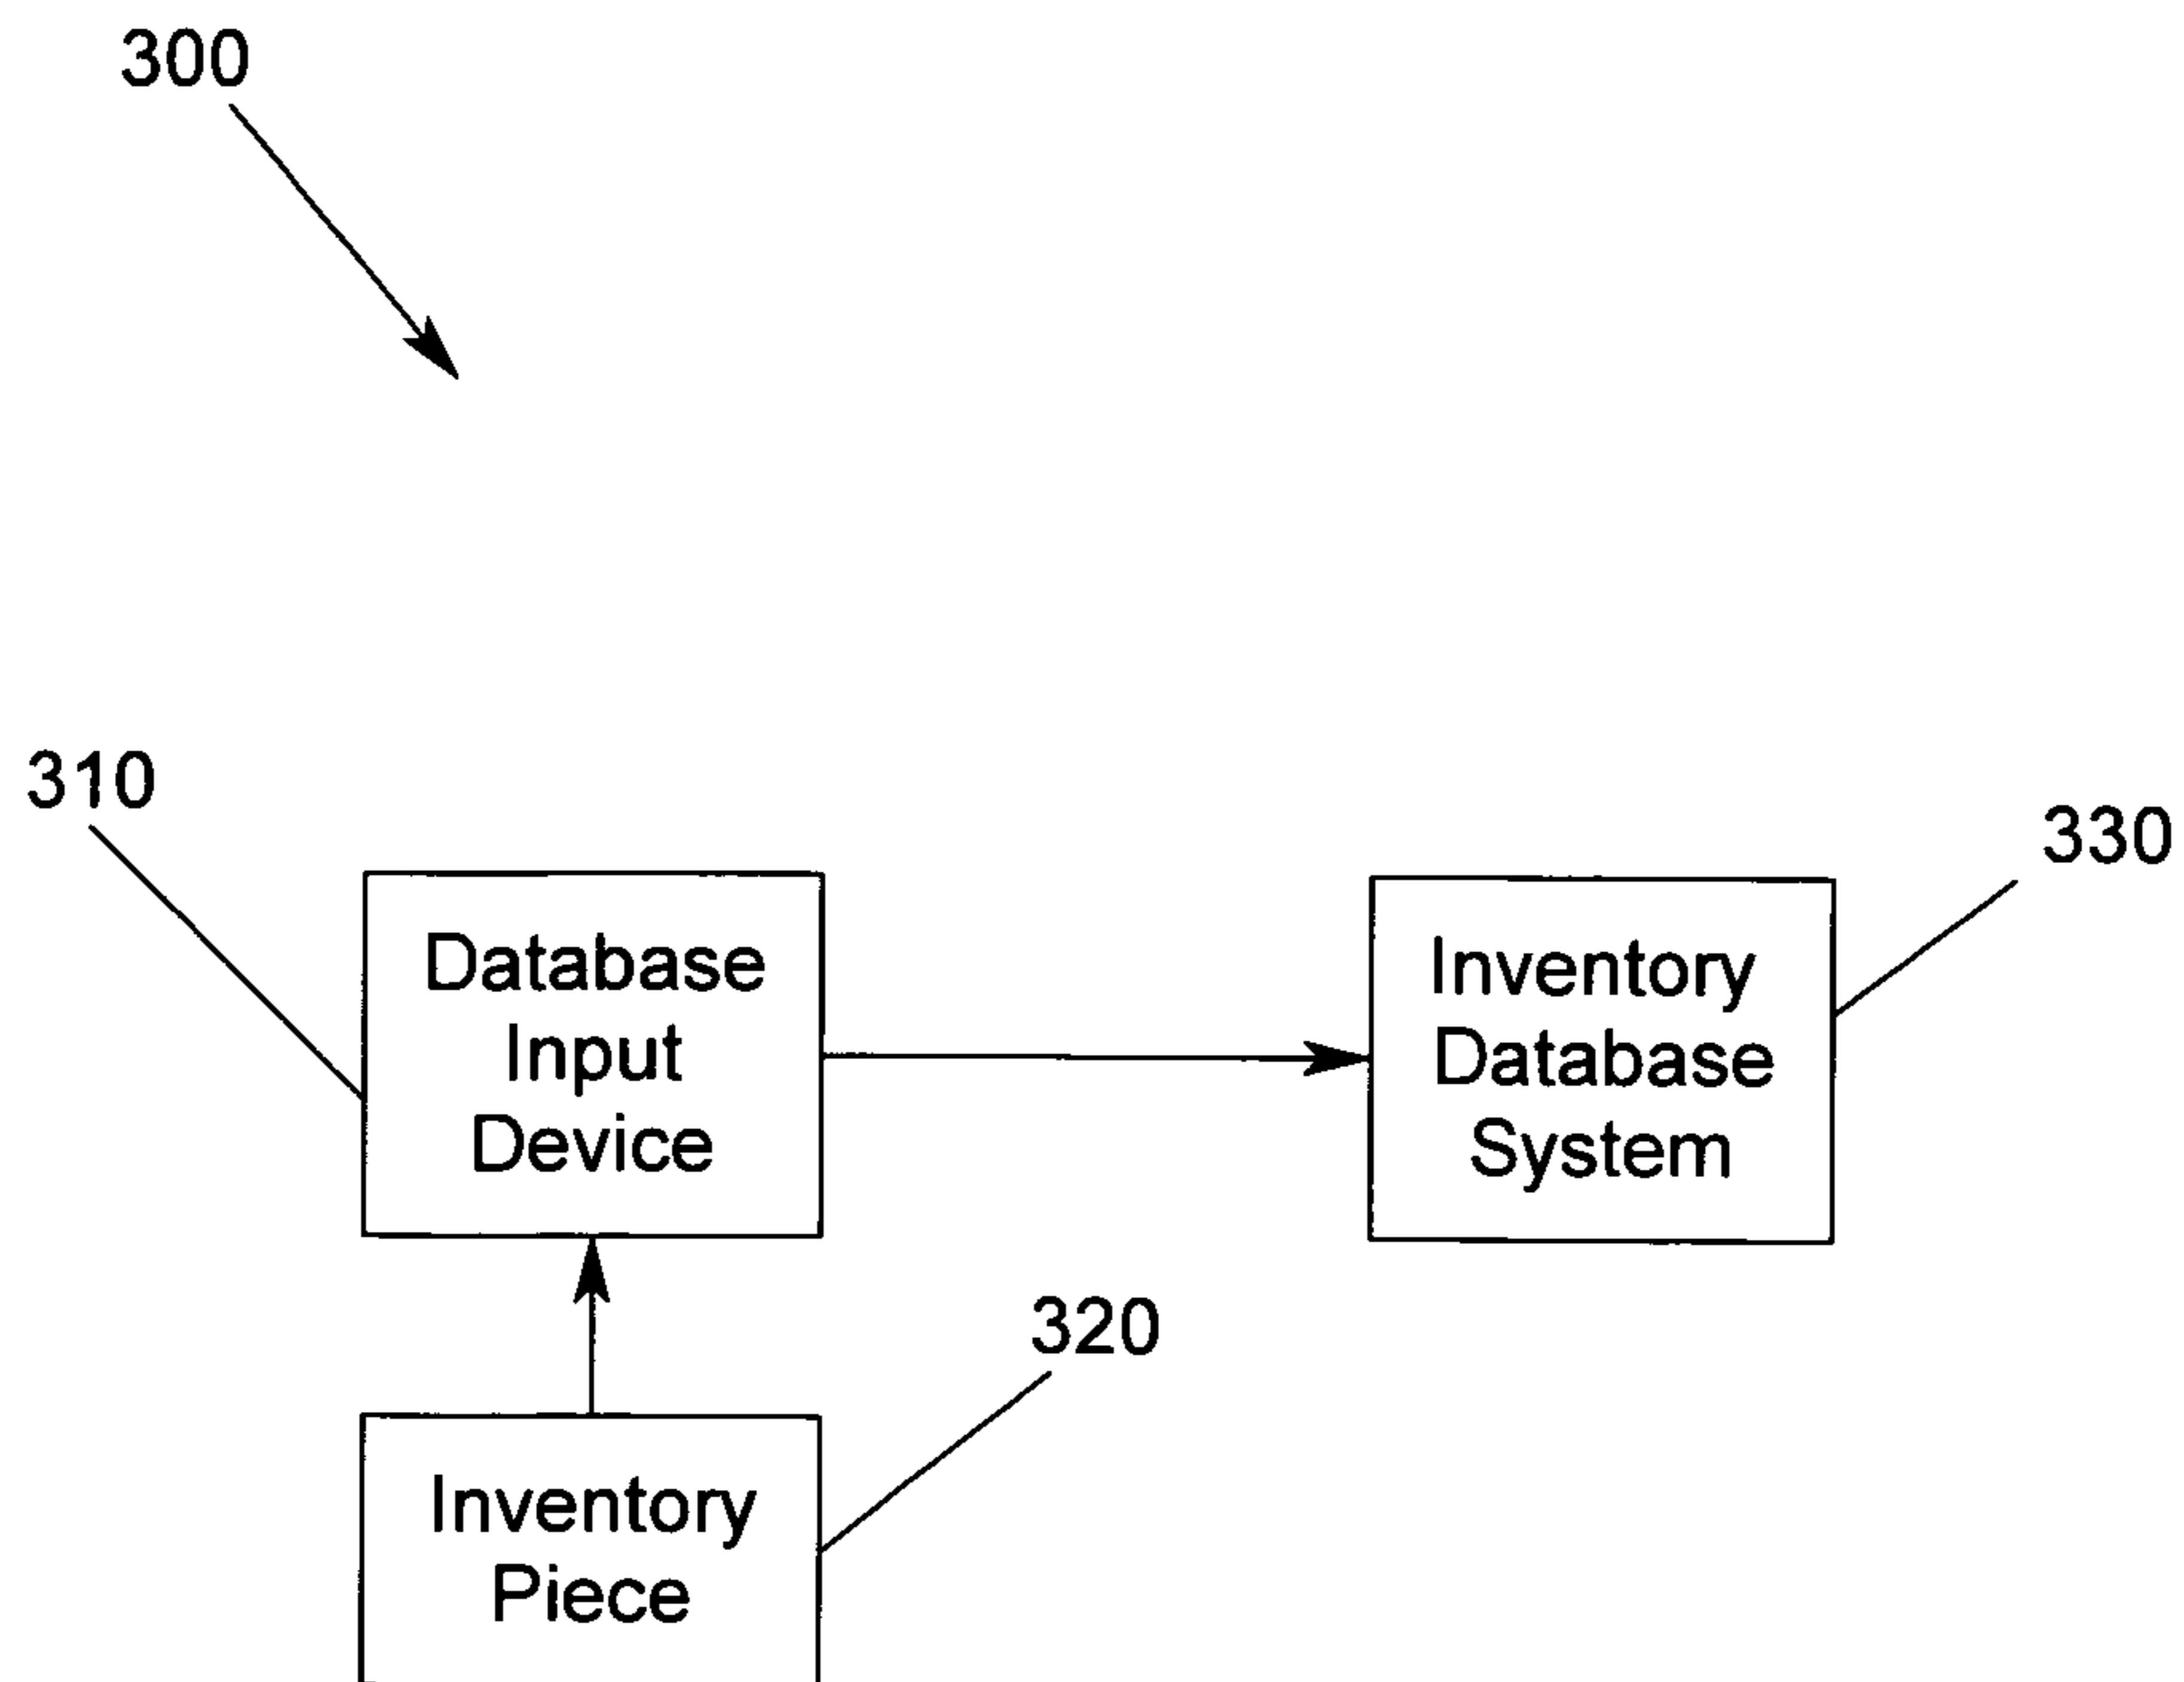 300
310
330
Database
Input
Device
Inventory
Database
System
320
Inventory
Piece